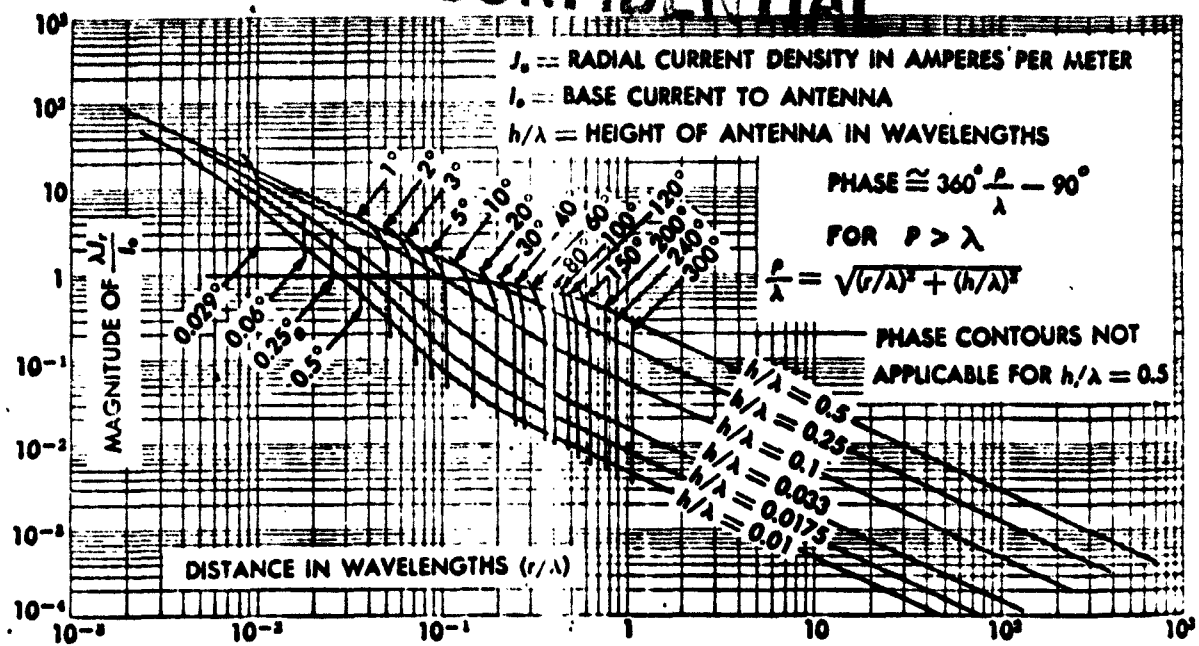 CONFIDENTIAL
J₀ = RADIAL CURRENT DENSITY IN AMPERES PER METER
I₀ = BASE CURRENT TO ANTENNA
h/λ = HEIGHT OF ANTENNA IN WAVELENGTHS
PHASE ≅ 360° ρ/λ − 90°
FOR P > λ
ρ/λ = √(r/λ)² + (h/λ)²
PHASE CONTOURS NOT
APPLICABLE FOR h/λ = 0.5
MAGNITUDE OF λJᵣ/I₀
10³
10²
10
1
10⁻¹
10⁻²
10⁻³
10⁻⁴
1°
2°
3°
5°
10°
20°
30°
40°
60°
80°
100°
120°
150°
200°
240°
300°
0.029°
0.06°
0.25°
0.5°
h/λ = 0.5
h/λ = 0.25
h/λ = 0.1
h/λ = 0.033
h/λ = 0.0175
h/λ = 0.01
DISTANCE IN WAVELENGTHS (r/λ)
10⁻³ 10⁻² 10⁻¹ 1 10 10² 10³